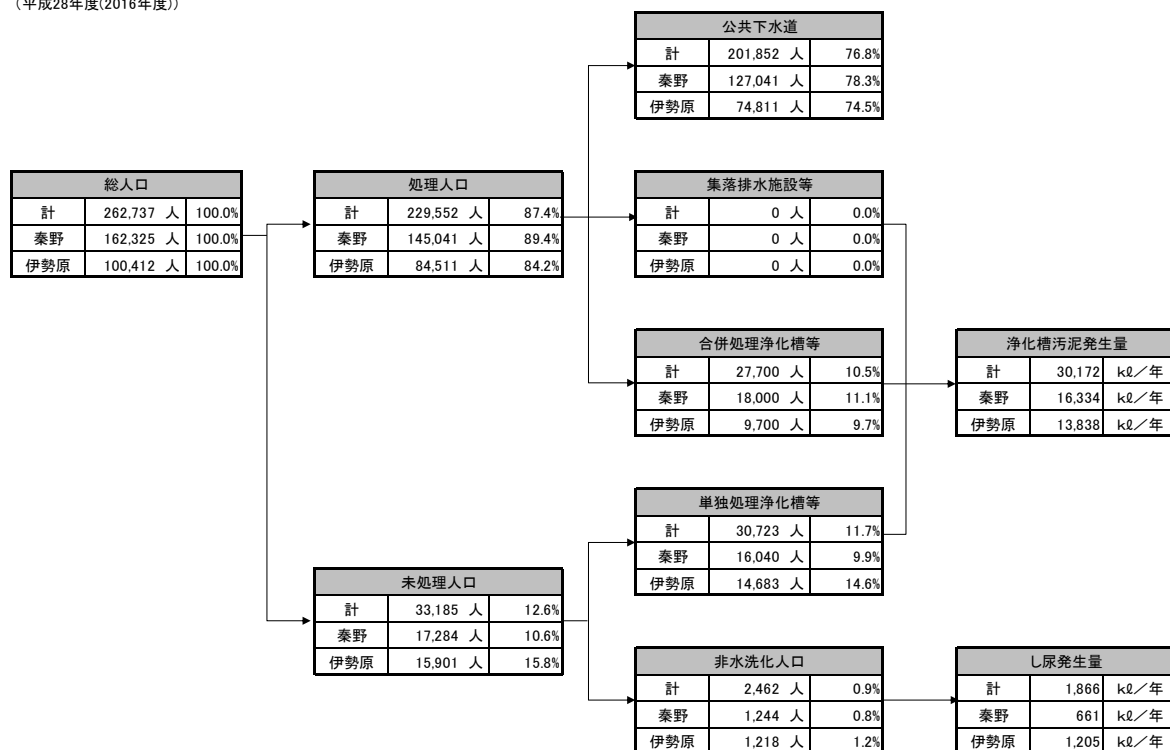 （平成28年度(2016年度)）
公共下水道
計 201,852 人 76.8%
秦野 127,041 人 78.3%
伊勢原 74,811 人 74.5%
総人口
計 262,737 人 100.0%
秦野 162,325 人 100.0%
伊勢原 100,412 人 100.0%
処理人口
計 229,552 人 87.4%
秦野 145,041 人 89.4%
伊勢原 84,511 人 84.2%
集落排水施設等
計 0 人 0.0%
秦野 0 人 0.0%
伊勢原 0 人 0.0%
合併処理浄化槽等
計 27,700 人 10.5%
秦野 18,000 人 11.1%
伊勢原 9,700 人 9.7%
浄化槽汚泥発生量
計 30,172 kℓ／年
秦野 16,334 kℓ／年
伊勢原 13,838 kℓ／年
単独処理浄化槽等
計 30,723 人 11.7%
秦野 16,040 人 9.9%
伊勢原 14,683 人 14.6%
未処理人口
計 33,185 人 12.6%
秦野 17,284 人 10.6%
伊勢原 15,901 人 15.8%
非水洗化人口
計 2,462 人 0.9%
秦野 1,244 人 0.8%
伊勢原 1,218 人 1.2%
し尿発生量
計 1,866 kℓ／年
秦野 661 kℓ／年
伊勢原 1,205 kℓ／年